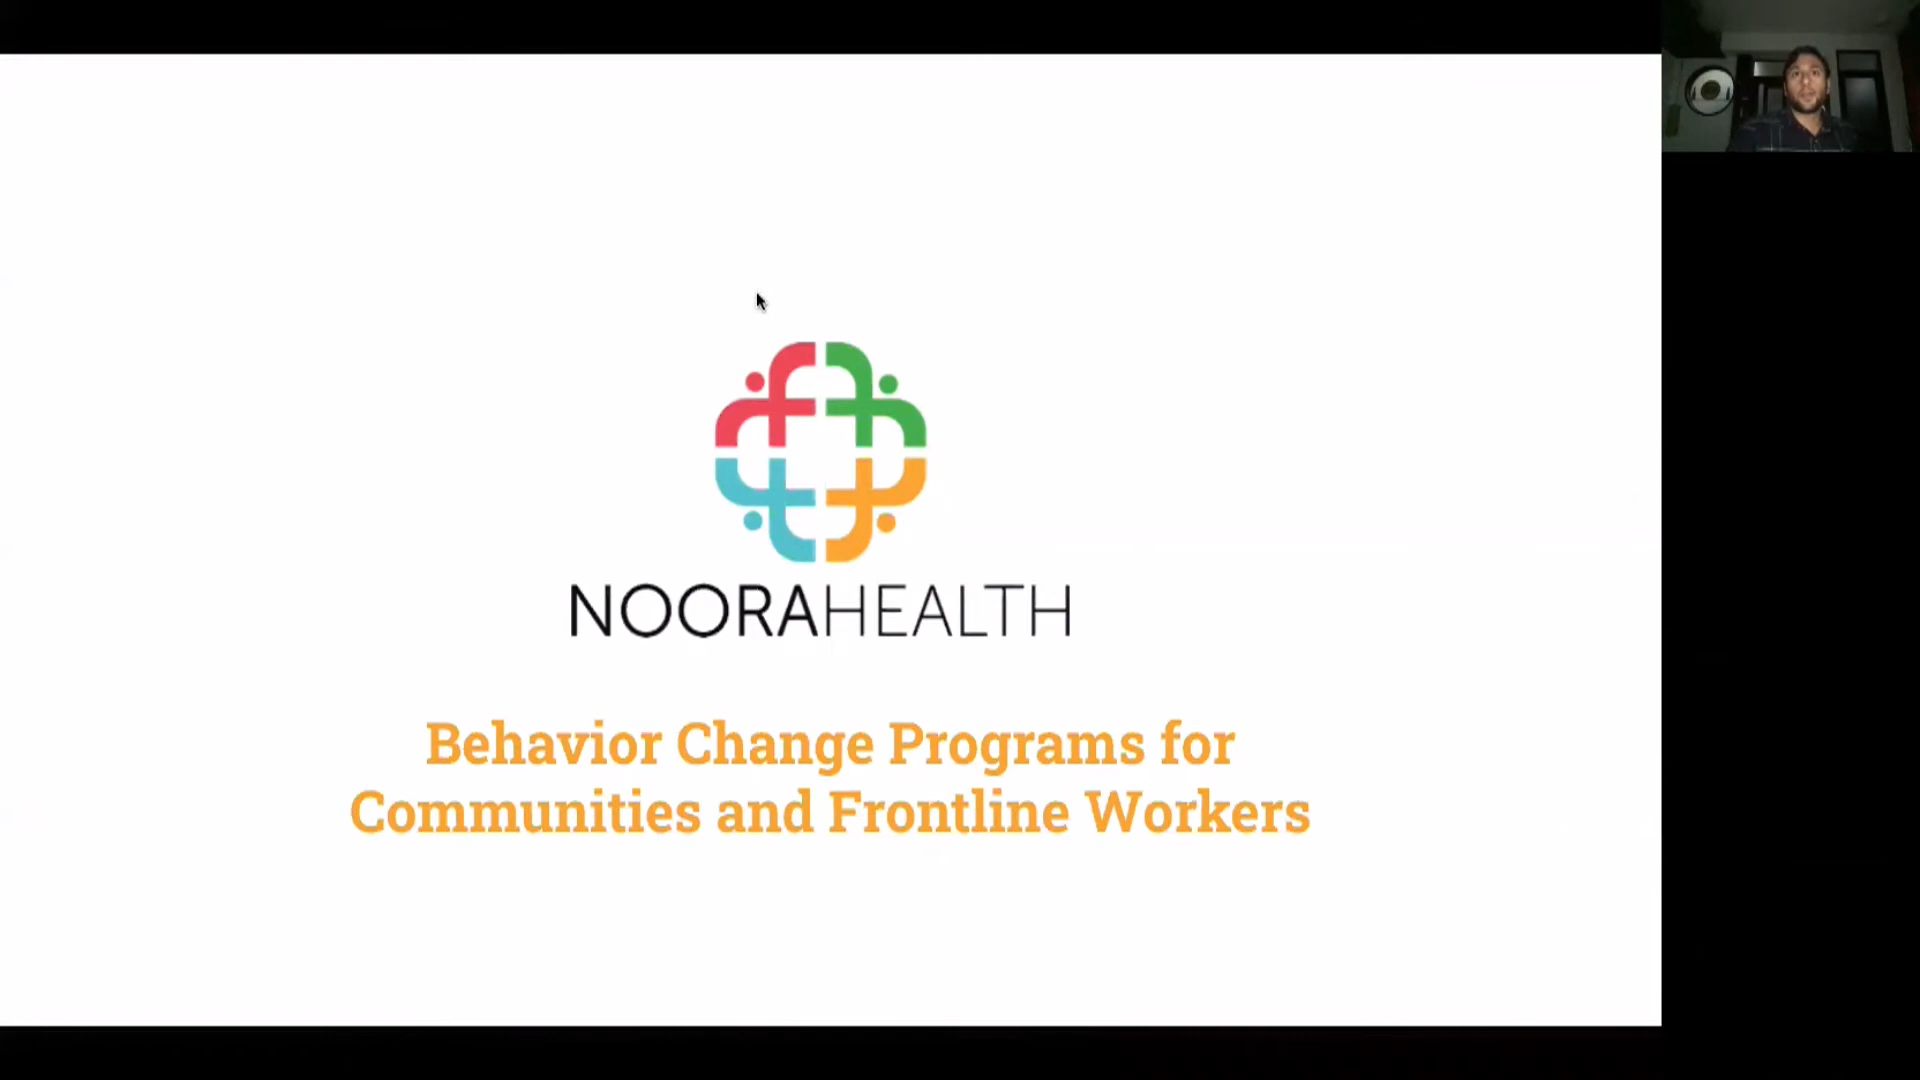 NOORAHEALTH
Behavior Change Programs for
Communities and Frontline Workers